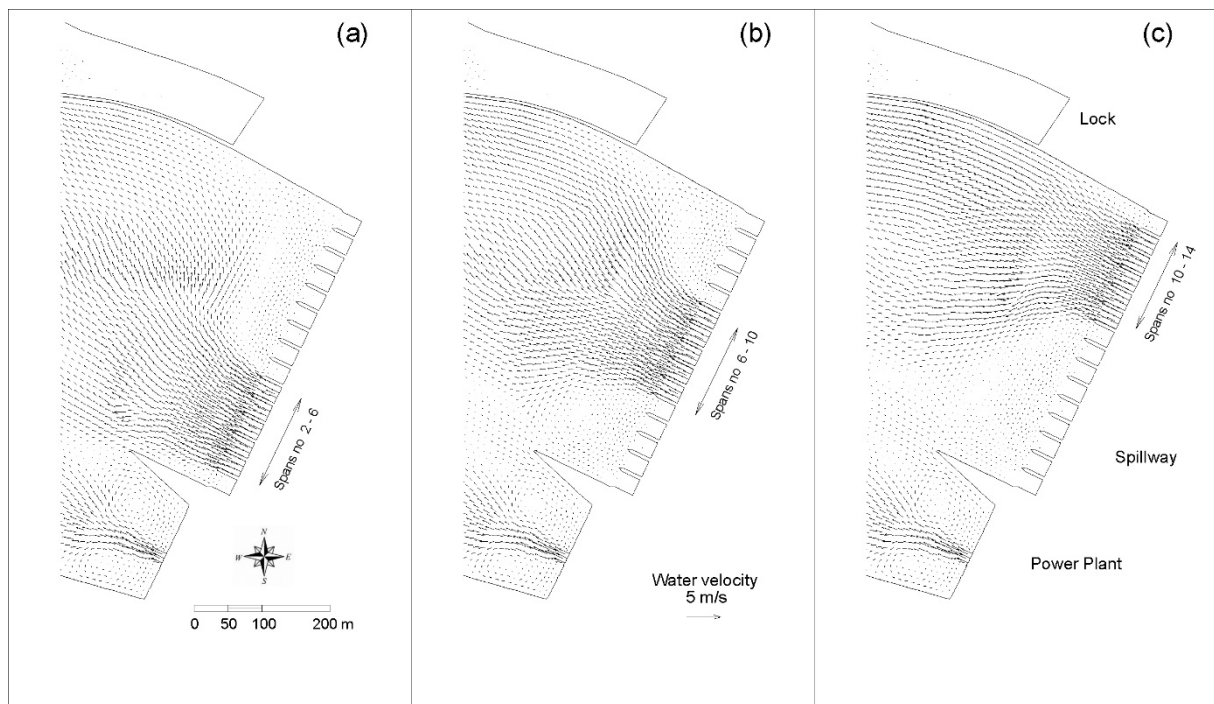 (a)
(b)
(c)
Lock
Spans no 2 - 6
Spans no 6 - 10
Spans no 10 - 14
Spillway
Power Plant
N
W E
S
Water velocity
5 m/s
0 50 100 200 m